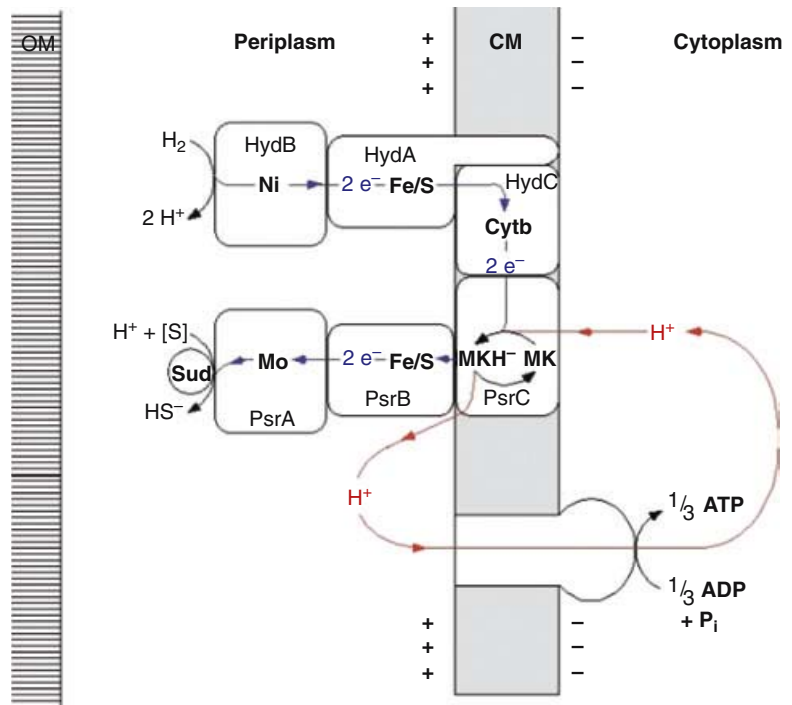 OM
Periplasm
+
CM
−
Cytoplasm
+
−
+
−
H₂
HydB
HydA
Ni
2 e⁻
Fe/S
HydC
2 H⁺
Cytb
2 e⁻
H⁺ + [S]
H⁺
Sud
Mo
2 e⁻
Fe/S
MKH⁻
MK
HS⁻
PsrA
PsrB
PsrC
H⁺
1/3 ATP
1/3 ADP
+ Pi
+
−
+
−
+
−